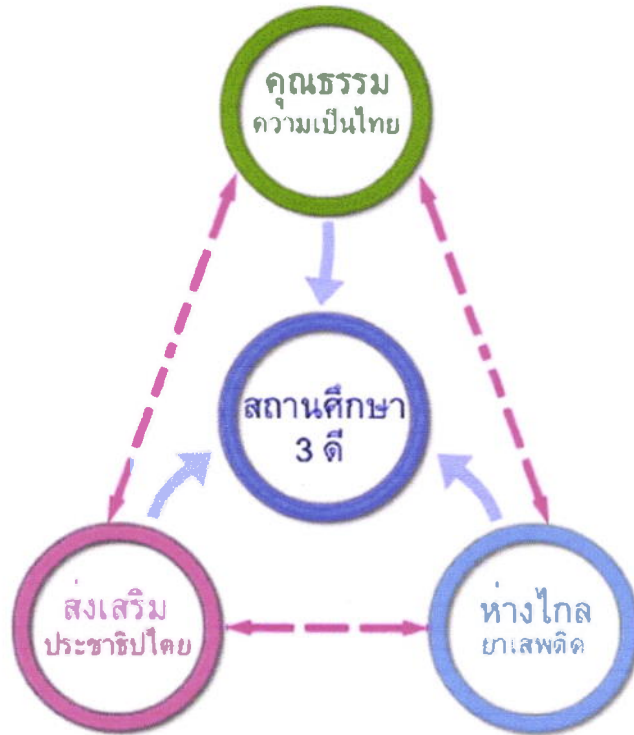 คุณธรรม
ความเป็นไทย
สถานศึกษา
3 ดี
ส่งเสริม
ประชาธิปไตย
ห่างไกล
ยาเสพติด